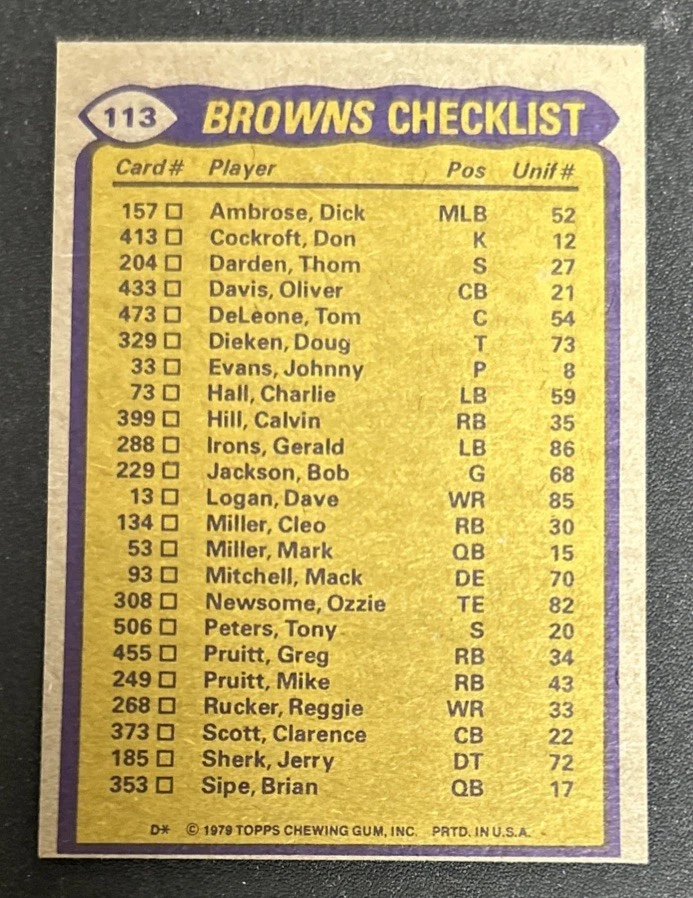 113 BROWNS CHECKLIST
Card # Player Pos Unif #
157 □ Ambrose, Dick MLB 52
413 □ Cockroft, Don K 12
204 □ Darden, Thom S 27
433 □ Davis, Oliver CB 21
473 □ DeLeone, Tom C 54
329 □ Dieken, Doug T 73
33 □ Evans, Johnny P 8
73 □ Hall, Charlie LB 59
399 □ Hill, Calvin RB 35
288 □ Irons, Gerald LB 86
229 □ Jackson, Bob G 68
13 □ Logan, Dave WR 85
134 □ Miller, Cleo RB 30
53 □ Miller, Mark QB 15
93 □ Mitchell, Mack DE 70
308 □ Newsome, Ozzie TE 82
506 □ Peters, Tony S 20
455 □ Pruitt, Greg RB 34
249 □ Pruitt, Mike RB 43
268 □ Rucker, Reggie WR 33
373 □ Scott, Clarence CB 22
185 □ Sherk, Jerry DT 72
353 □ Sipe, Brian QB 17
D* © 1979 TOPPS CHEWING GUM, INC. PRTD. IN U.S.A.